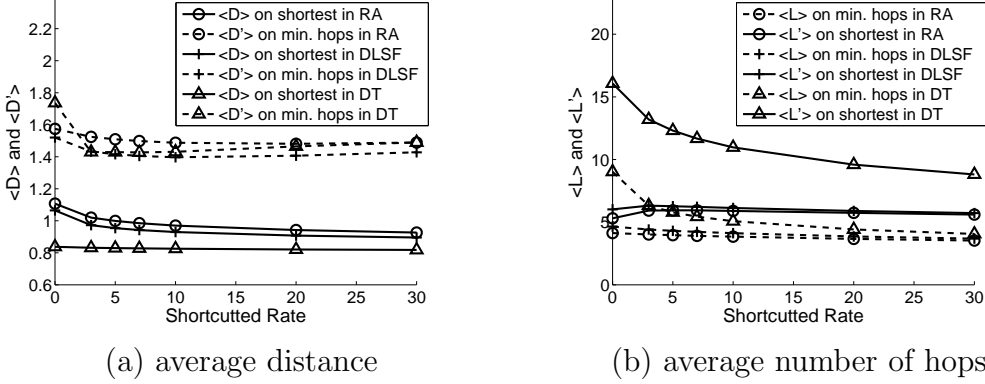 2.2
2
1.8
1.6
1.4
1.2
1
0.8
0.6
<D> and <D'>
<D> on shortest in RA
<D'> on min. hops in RA
<D> on shortest in DLSF
<D'> on min. hops in DLSF
<D> on shortest in DT
<D'> on min. hops in DT
0 5 10 15 20 25 30
Shortcutted Rate
(a) average distance
20
15
10
5
0
<L> and <L'>
<L> on min. hops in RA
<L'> on shortest in RA
<L> on min. hops in DLSF
<L'> on shortest in DLSF
<L> on min. hops in DT
<L'> on shortest in DT
0 5 10 15 20 25 30
Shortcutted Rate
(b) average number of hops